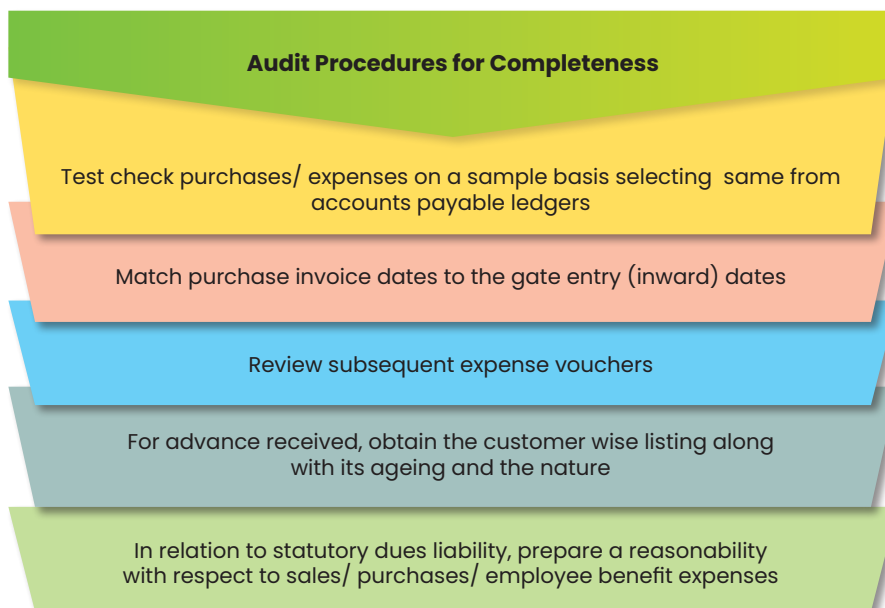 Audit Procedures for Completeness
Test check purchases/ expenses on a sample basis selecting same from
accounts payable ledgers
Match purchase invoice dates to the gate entry (inward) dates
Review subsequent expense vouchers
For advance received, obtain the customer wise listing along
with its ageing and the nature
In relation to statutory dues liability, prepare a reasonability
with respect to sales/ purchases/ employee benefit expenses